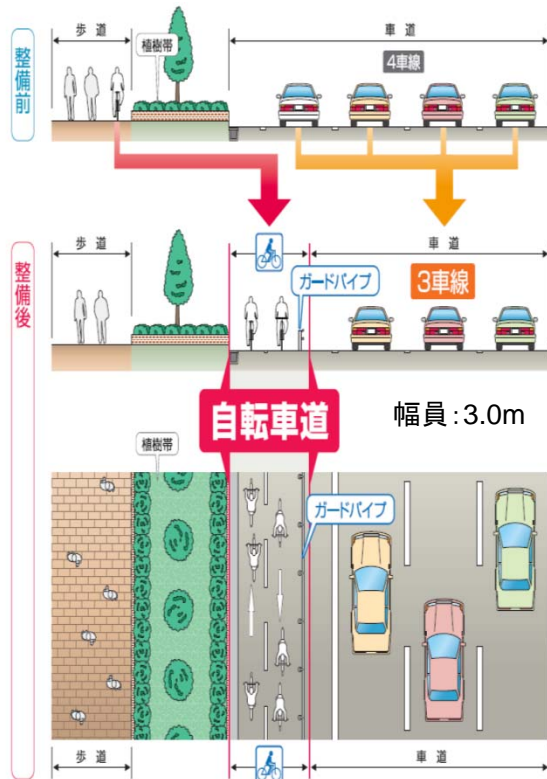 整備前
歩道
植樹帯
車道
4車線
整備後
歩道
ガードパイプ
車道
3車線
自転車道
幅員:3.0m
植樹帯
ガードパイプ
歩道
車道